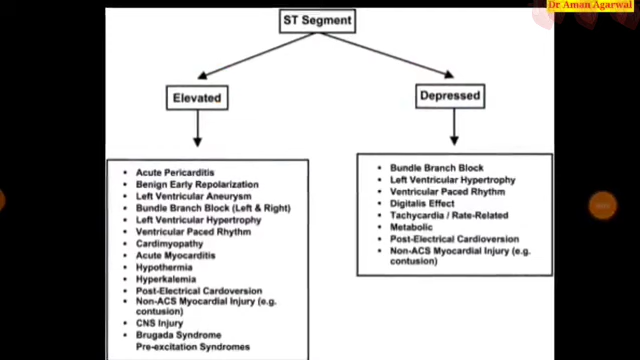 Dr Aman Agarwal
ST Segment
Elevated
Depressed
• Acute Pericarditis
• Benign Early Repolarization
• Left Ventricular Aneurysm
• Bundle Branch Block (Left & Right)
• Left Ventricular Hypertrophy
• Ventricular Paced Rhythm
• Cardimyopathy
• Acute Myocarditis
• Hypothermia
• Hyperkalemia
• Post-Electrical Cardoversion
• Non-ACS Myocardial Injury (e.g.
contusion)
• CNS Injury
• Brugada Syndrome
Pre-excitation Syndromes
• Bundle Branch Block
• Left Ventricular Hypertrophy
• Ventricular Paced Rhythm
• Digitalis Effect
• Tachycardia / Rate-Related
• Metabolic
• Post-Electrical Cardioversion
• Non-ACS Myocardial Injury (e.g.
contusion)